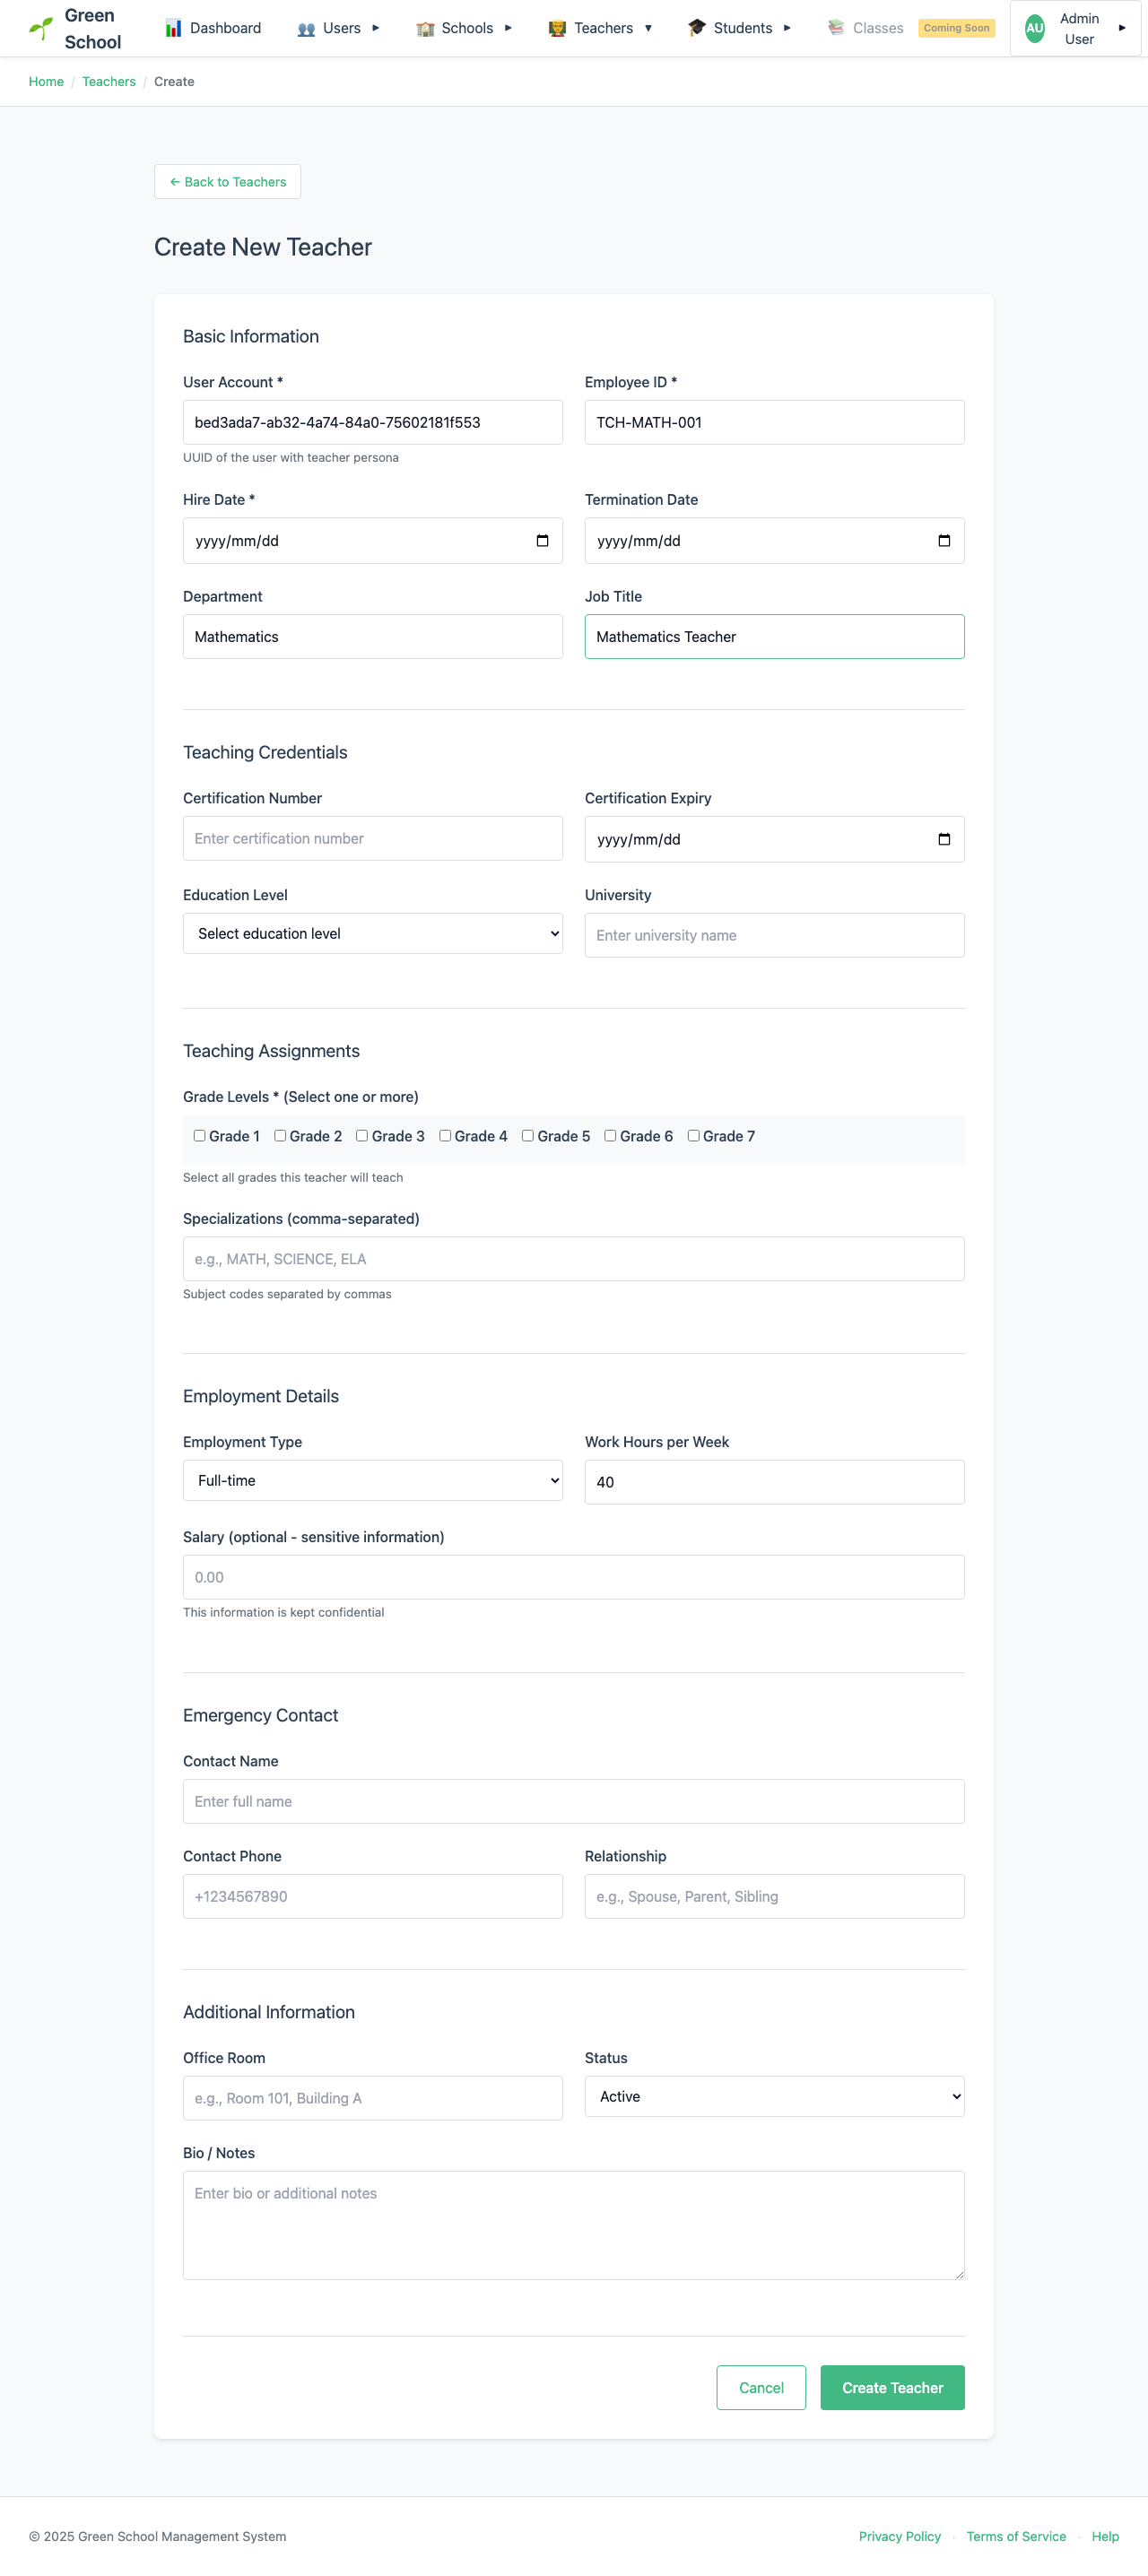 Green School
Dashboard
Users
Schools
Teachers
Students
Classes
Coming Soon
AU
Admin User
Home / Teachers / Create
← Back to Teachers
Create New Teacher
Basic Information
User Account *
Employee ID *
bed3ada7-ab32-4a74-84a0-75602181f553
TCH-MATH-001
UUID of the user with teacher persona
Hire Date *
Termination Date
yyyy/mm/dd
yyyy/mm/dd
Department
Job Title
Mathematics
Mathematics Teacher
Teaching Credentials
Certification Number
Certification Expiry
Enter certification number
yyyy/mm/dd
Education Level
University
Select education level
Enter university name
Teaching Assignments
Grade Levels * (Select one or more)
Grade 1 Grade 2 Grade 3 Grade 4 Grade 5 Grade 6 Grade 7
Select all grades this teacher will teach
Specializations (comma-separated)
e.g., MATH, SCIENCE, ELA
Subject codes separated by commas
Employment Details
Employment Type
Work Hours per Week
Full-time
40
Salary (optional - sensitive information)
0.00
This information is kept confidential
Emergency Contact
Contact Name
Enter full name
Contact Phone
Relationship
+1234567890
e.g., Spouse, Parent, Sibling
Additional Information
Office Room
Status
e.g., Room 101, Building A
Active
Bio / Notes
Enter bio or additional notes
Cancel
Create Teacher
© 2025 Green School Management System
Privacy Policy · Terms of Service · Help